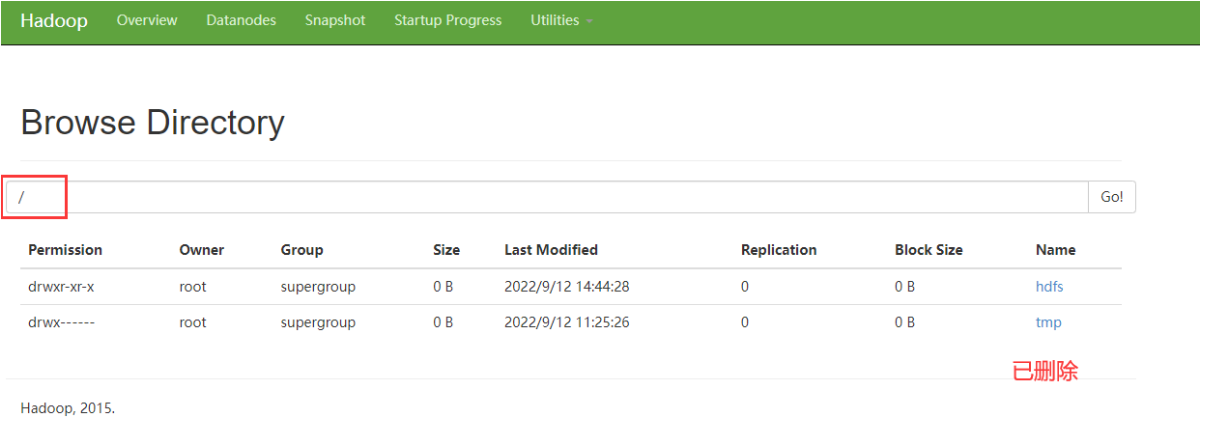 Hadoop Overview Datanodes Snapshot Startup Progress Utilities
Browse Directory
/ Go!
Permission Owner Group Size Last Modified Replication Block Size Name
drwxr-xr-x root supergroup 0 B 2022/9/12 14:44:28 0 0 B hdfs
drwx------ root supergroup 0 B 2022/9/12 11:25:26 0 0 B tmp
已删除
Hadoop, 2015.